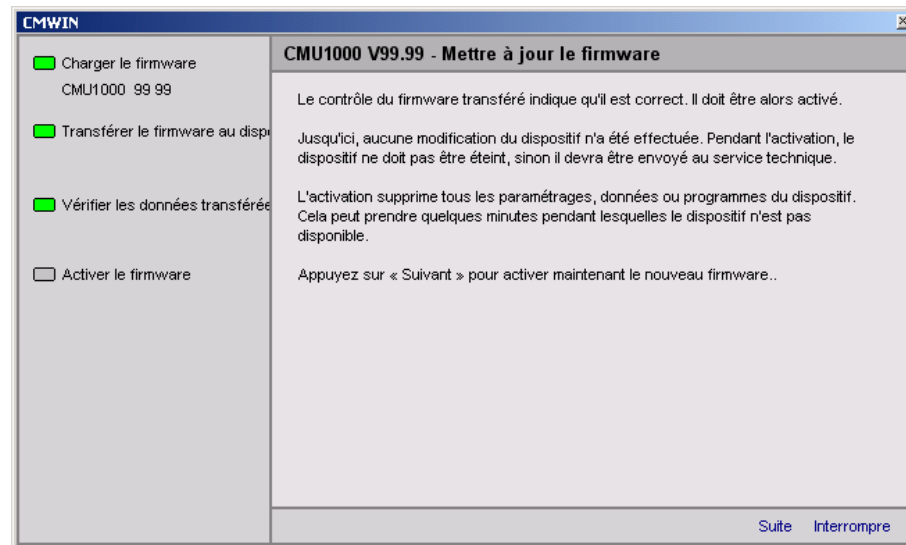 CMWIN
Charger le firmware
CMU1000 99 99
Transférer le firmware au dispo
Vérifier les données transférée
Activer le firmware
CMU1000 V99.99 - Mettre à jour le firmware
Le contrôle du firmware transféré indique qu'il est correct. Il doit être alors activé.
Jusqu'ici, aucune modification du dispositif n'a été effectuée. Pendant l'activation, le
dispositif ne doit pas être éteint, sinon il devra être envoyé au service technique.
L'activation supprime tous les paramétrages, données ou programmes du dispositif.
Cela peut prendre quelques minutes pendant lesquelles le dispositif n'est pas
disponible.
Appuyez sur « Suivant » pour activer maintenant le nouveau firmware..
Suite Interrompre